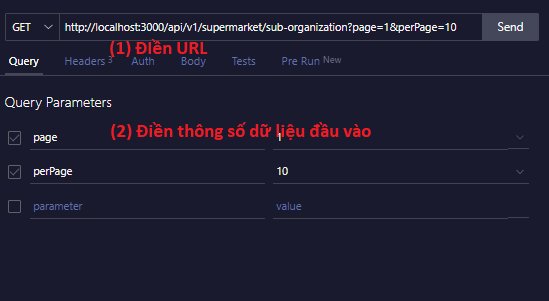 GET http://localhost:3000/api/v1/supermarket/sub-organization?page=1&perPage=10 Send
(1) Điền URL
Query Headers 3 Auth Body Tests Pre Run New
Query Parameters
(2) Điền thông số dữ liệu đầu vào
page 1
perPage 10
parameter value